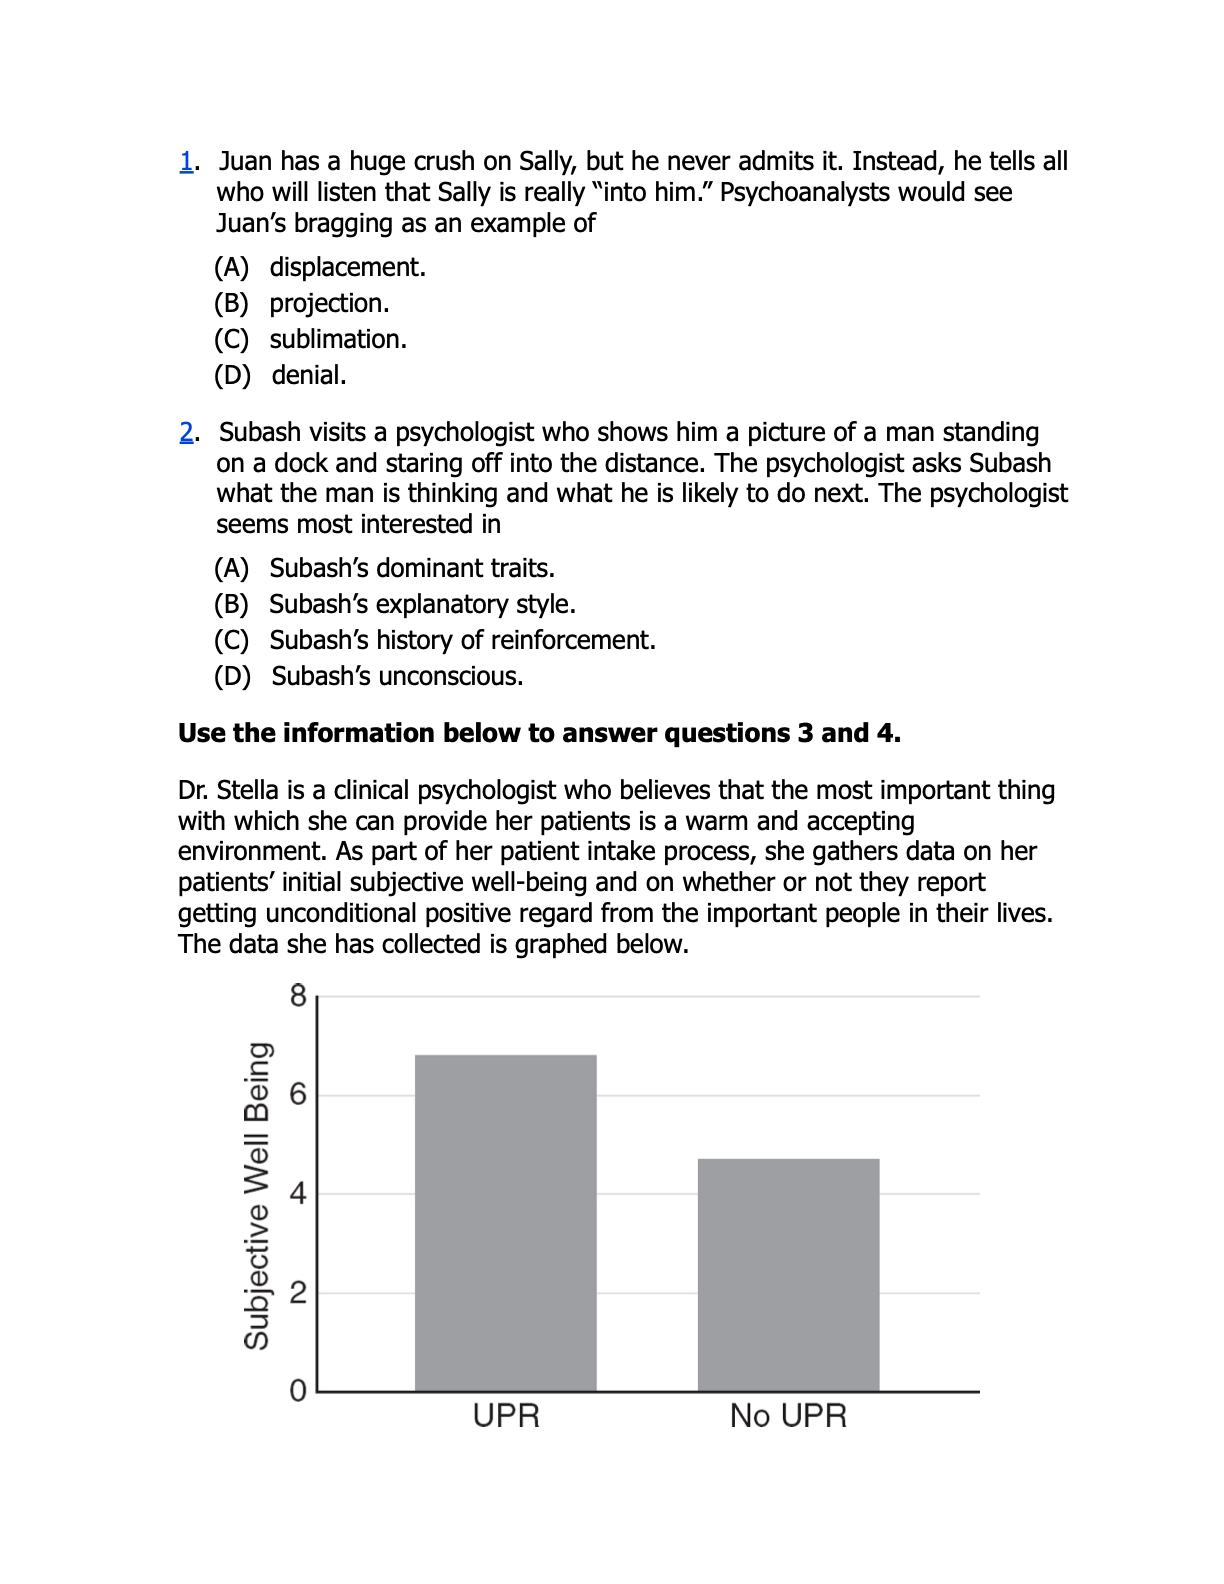 1. Juan has a huge crush on Sally, but he never admits it. Instead, he tells all
who will listen that Sally is really “into him.” Psychoanalysts would see
Juan’s bragging as an example of
(A) displacement.
(B) projection.
(C) sublimation.
(D) denial.
2. Subash visits a psychologist who shows him a picture of a man standing
on a dock and staring off into the distance. The psychologist asks Subash
what the man is thinking and what he is likely to do next. The psychologist
seems most interested in
(A) Subash’s dominant traits.
(B) Subash’s explanatory style.
(C) Subash’s history of reinforcement.
(D) Subash’s unconscious.
Use the information below to answer questions 3 and 4.
Dr. Stella is a clinical psychologist who believes that the most important thing
with which she can provide her patients is a warm and accepting
environment. As part of her patient intake process, she gathers data on her
patients’ initial subjective well-being and on whether or not they report
getting unconditional positive regard from the important people in their lives.
The data she has collected is graphed below.
Subjective Well Being
8
6
4
2
0
UPR No UPR